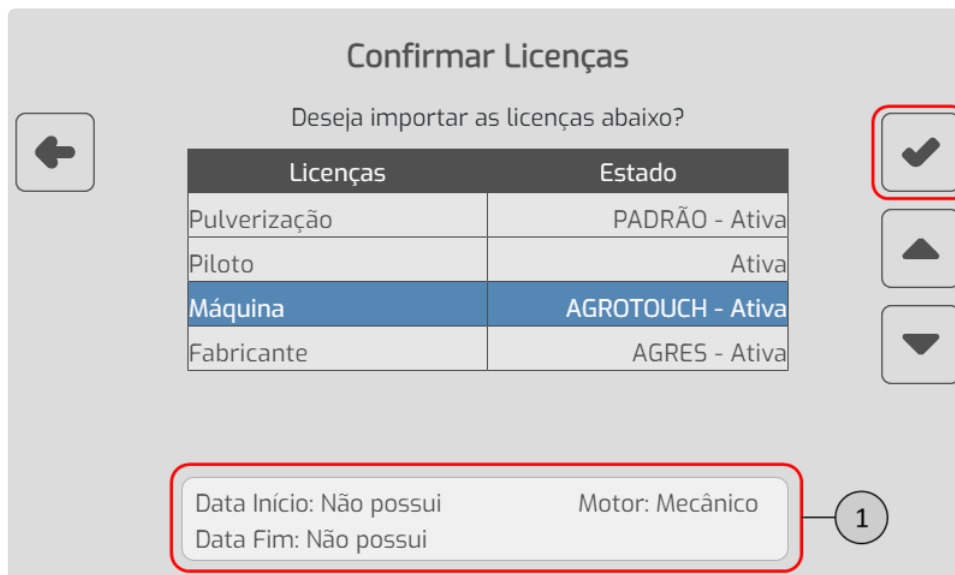 Confirmar Licenças
Deseja importar as licenças abaixo?
Licenças Estado
Pulverização PADRÃO - Ativa
Piloto Ativa
Máquina AGROTOUCH - Ativa
Fabricante AGRES - Ativa
Data Início: Não possui Motor: Mecânico
Data Fim: Não possui
1